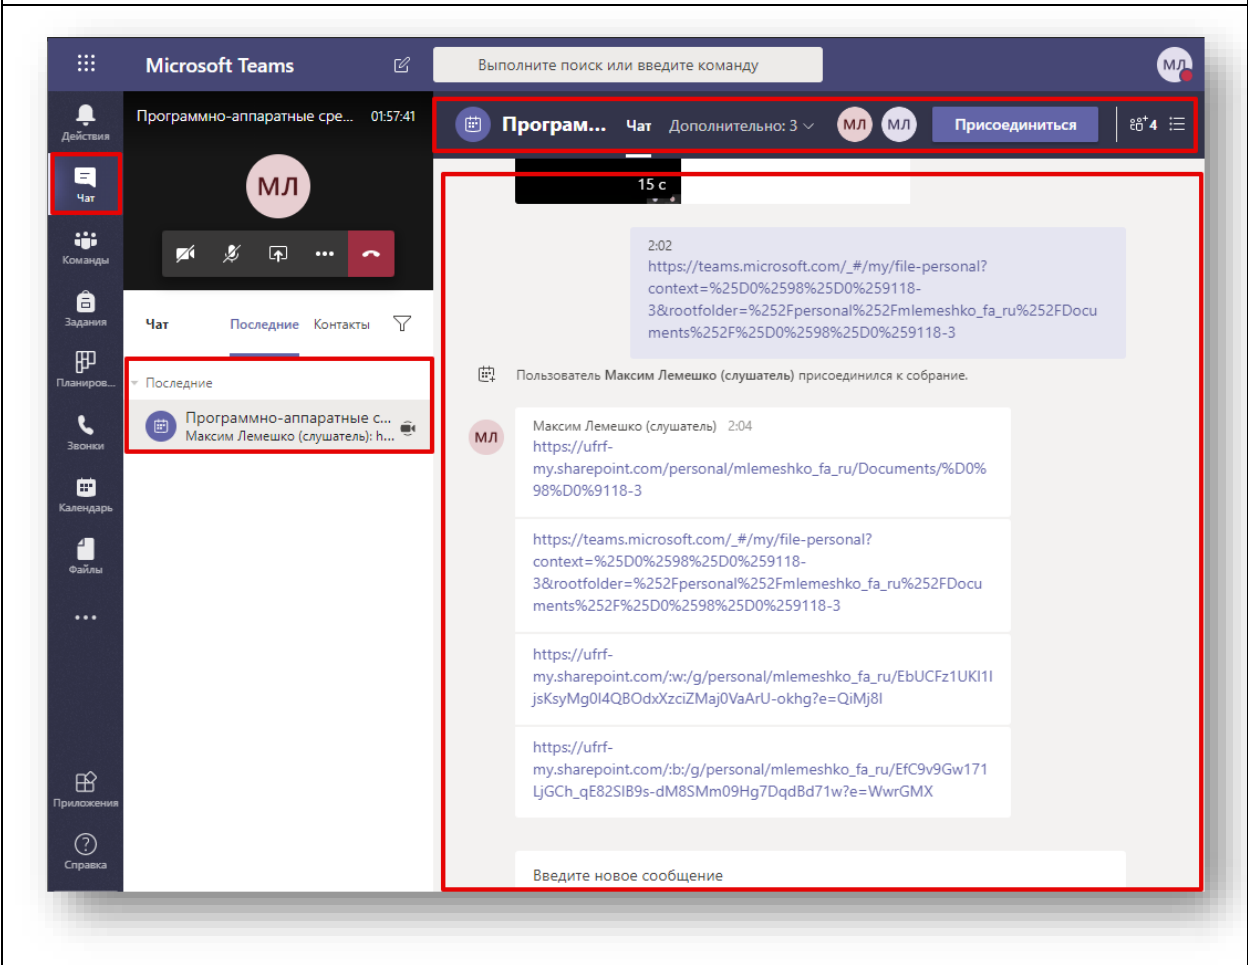 Microsoft Teams
Выполните поиск или введите команду
МЛ
Действия
Чат
Команды
Задания
Планиров...
Звонки
Календарь
Файлы
Приложения
Справка
Программно-аппаратные сре... 01:57:41
МЛ
Чат Последние Контакты
Последние
Программно-аппаратные с...
Максим Лемешко (слушатель): h...
Програм... Чат Дополнительно: 3 МЛ МЛ Присоединиться 4
15 с
2:02
https://teams.microsoft.com/_#/my/file-personal?
context=%25D0%2598%25D0%259118-
3&rootfolder=%252Fpersonal%252Fmlemeshko_fa_ru%252FDocu
ments%252F%25D0%2598%25D0%259118-3
Пользователь Максим Лемешко (слушатель) присоединился к собрание.
МЛ
Максим Лемешко (слушатель) 2:04
https://ufrf-
my.sharepoint.com/personal/mlemeshko_fa_ru/Documents/%D0%
98%D0%9118-3
https://teams.microsoft.com/_#/my/file-personal?
context=%25D0%2598%25D0%259118-
3&rootfolder=%252Fpersonal%252Fmlemeshko_fa_ru%252FDocu
ments%252F%25D0%2598%25D0%259118-3
https://ufrf-
my.sharepoint.com/:w:/g/personal/mlemeshko_fa_ru/EbUCFz1UKl1I
jsKsyMg0I4QBOdxXzciZMaj0VaArU-okhg?e=QiMj8I
https://ufrf-
my.sharepoint.com/:b:/g/personal/mlemeshko_fa_ru/EfC9v9Gw171
LjGCh_qE82SIB9s-dM8SMm09Hg7DqdBd71w?e=WwrGMX
Введите новое сообщение